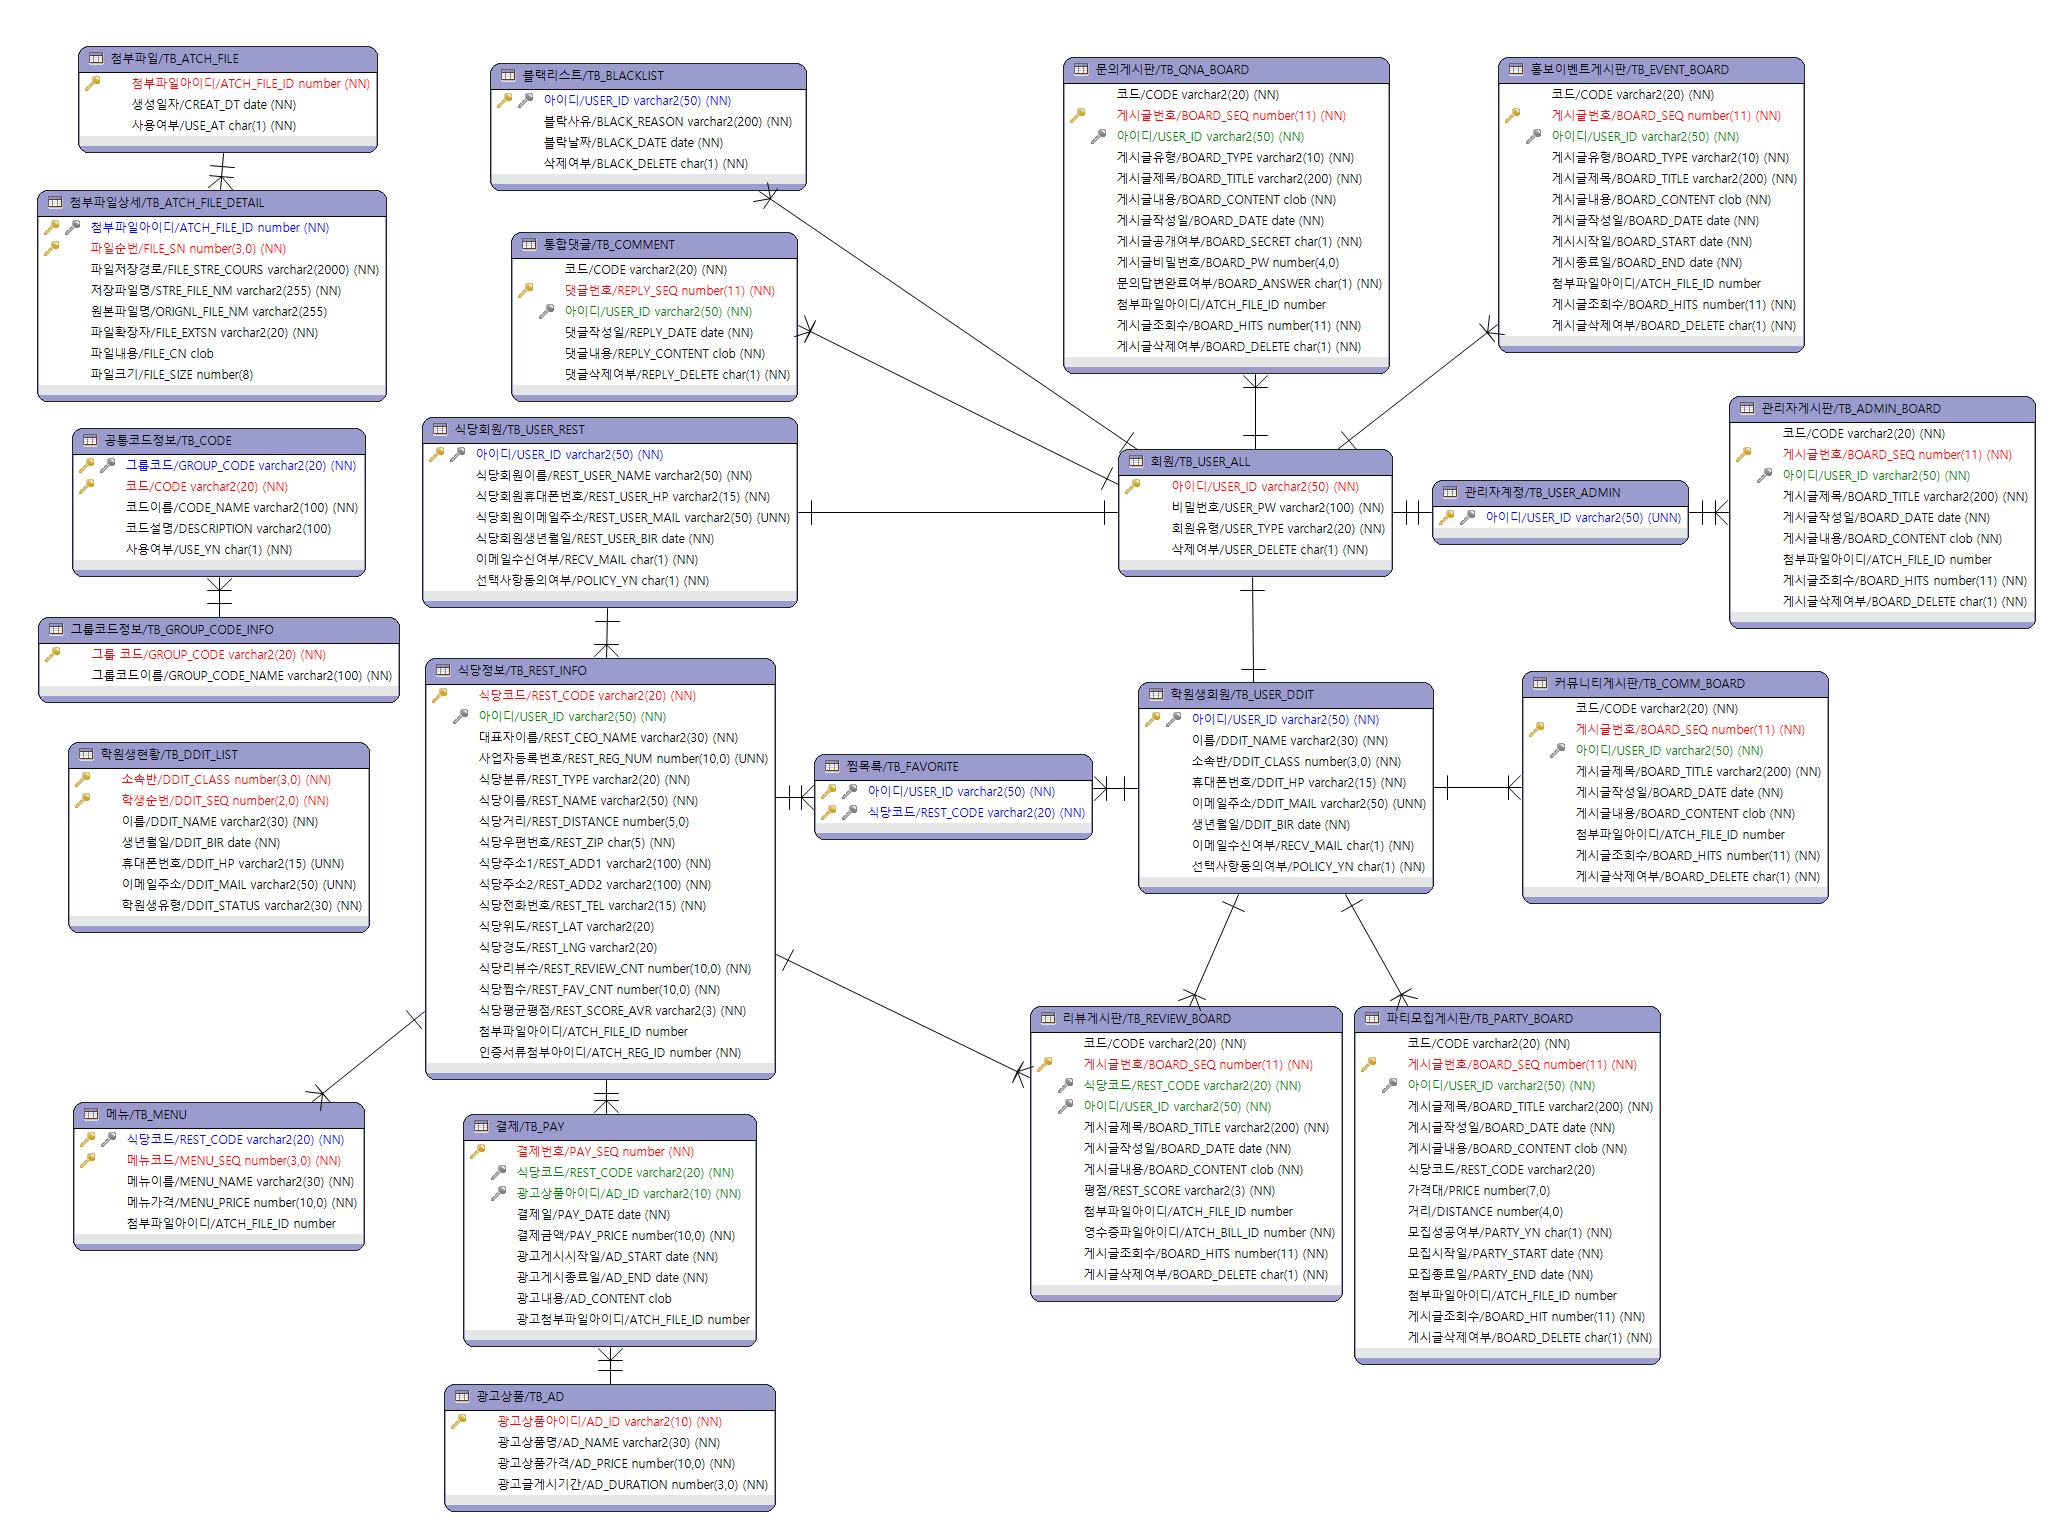 첨부파일/TB_ATCH_FILE
첨부파일아이디/ATCH_FILE_ID number (NN)
생성일자/CREAT_DT date (NN)
사용여부/USE_AT char(1) (NN)
첨부파일상세/TB_ATCH_FILE_DETAIL
첨부파일아이디/ATCH_FILE_ID number (NN)
파일순번/FILE_SN number(3,0) (NN)
파일저장경로/FILE_STRE_COURS varchar2(2000) (NN)
저장파일명/STRE_FILE_NM varchar2(255) (NN)
원본파일명/ORIGNL_FILE_NM varchar2(255)
파일확장자/FILE_EXTSN varchar2(20) (NN)
파일내용/FILE_CN clob
파일크기/FILE_SIZE number(8)
공통코드정보/TB_CODE
그룹코드/GROUP_CODE varchar2(20) (NN)
코드/CODE varchar2(20) (NN)
코드이름/CODE_NAME varchar2(100) (NN)
코드설명/DESCRIPTION varchar2(100)
사용여부/USE_YN char(1) (NN)
그룹코드정보/TB_GROUP_CODE_INFO
그룹 코드/GROUP_CODE varchar2(20) (NN)
그룹코드이름/GROUP_CODE_NAME varchar2(100) (NN)
학원생현황/TB_DDIT_LIST
소속반/DDIT_CLASS number(3,0) (NN)
학생순번/DDIT_SEQ number(2,0) (NN)
이름/DDIT_NAME varchar2(30) (NN)
생년월일/DDIT_BIR date (NN)
휴대폰번호/DDIT_HP varchar2(15) (UNN)
이메일주소/DDIT_MAIL varchar2(50) (UNN)
학원생유형/DDIT_STATUS varchar2(30) (NN)
메뉴/TB_MENU
식당코드/REST_CODE varchar2(20) (NN)
메뉴코드/MENU_SEQ number(3,0) (NN)
메뉴이름/MENU_NAME varchar2(30) (NN)
메뉴가격/MENU_PRICE number(10,0) (NN)
첨부파일아이디/ATCH_FILE_ID number
블랙리스트/TB_BLACKLIST
아이디/USER_ID varchar2(50) (NN)
블락사유/BLACK_REASON varchar2(200) (NN)
블락날짜/BLACK_DATE date (NN)
삭제여부/BLACK_DELETE char(1) (NN)
통합댓글/TB_COMMENT
코드/CODE varchar2(20) (NN)
댓글번호/REPLY_SEQ number(11) (NN)
아이디/USER_ID varchar2(50) (NN)
댓글작성일/REPLY_DATE date (NN)
댓글내용/REPLY_CONTENT clob (NN)
댓글삭제여부/REPLY_DELETE char(1) (NN)
식당회원/TB_USER_REST
아이디/USER_ID varchar2(50) (NN)
식당회원이름/REST_USER_NAME varchar2(50) (NN)
식당회원휴대폰번호/REST_USER_HP varchar2(15) (NN)
식당회원이메일주소/REST_USER_MAIL varchar2(50) (UNN)
식당회원생년월일/REST_USER_BIR date (NN)
이메일수신여부/RECV_MAIL char(1) (NN)
선택사항동의여부/POLICY_YN char(1) (NN)
식당정보/TB_REST_INFO
식당코드/REST_CODE varchar2(20) (NN)
아이디/USER_ID varchar2(50) (NN)
대표자이름/REST_CEO_NAME varchar2(30) (NN)
사업자등록번호/REST_REG_NUM number(10,0) (UNN)
식당분류/REST_TYPE varchar2(20) (NN)
식당이름/REST_NAME varchar2(50) (NN)
식당거리/REST_DISTANCE number(5,0)
식당우편번호/REST_ZIP char(5) (NN)
식당주소1/REST_ADD1 varchar2(100) (NN)
식당주소2/REST_ADD2 varchar2(100) (NN)
식당전화번호/REST_TEL varchar2(15) (NN)
식당위도/REST_LAT varchar2(20)
식당경도/REST_LNG varchar2(20)
식당리뷰수/REST_REVIEW_CNT number(10,0) (NN)
식당찜수/REST_FAV_CNT number(10,0) (NN)
식당평균평점/REST_SCORE_AVR varchar2(3) (NN)
첨부파일아이디/ATCH_FILE_ID number
인증서류첨부아이디/ATCH_REG_ID number (NN)
결제/TB_PAY
결제번호/PAY_SEQ number (NN)
식당코드/REST_CODE varchar2(20) (NN)
광고상품아이디/AD_ID varchar2(10) (NN)
결제일/PAY_DATE date (NN)
결제금액/PAY_PRICE number(10,0) (NN)
광고게시시작일/AD_START date (NN)
광고게시종료일/AD_END date (NN)
광고내용/AD_CONTENT clob
광고첨부파일아이디/ATCH_FILE_ID number
광고상품/TB_AD
광고상품아이디/AD_ID varchar2(10) (NN)
광고상품명/AD_NAME varchar2(30) (NN)
광고상품가격/AD_PRICE number(10,0) (NN)
광고글게시기간/AD_DURATION number(3,0) (NN)
찜목록/TB_FAVORITE
아이디/USER_ID varchar2(50) (NN)
식당코드/REST_CODE varchar2(20) (NN)
문의게시판/TB_QNA_BOARD
코드/CODE varchar2(20) (NN)
게시글번호/BOARD_SEQ number(11) (NN)
아이디/USER_ID varchar2(50) (NN)
게시글유형/BOARD_TYPE varchar2(10) (NN)
게시글제목/BOARD_TITLE varchar2(200) (NN)
게시글내용/BOARD_CONTENT clob (NN)
게시글작성일/BOARD_DATE date (NN)
게시글공개여부/BOARD_SECRET char(1) (NN)
게시글비밀번호/BOARD_PW number(4,0)
문의답변완료여부/BOARD_ANSWER char(1) (NN)
첨부파일아이디/ATCH_FILE_ID number
게시글조회수/BOARD_HITS number(11) (NN)
게시글삭제여부/BOARD_DELETE char(1) (NN)
회원/TB_USER_ALL
아이디/USER_ID varchar2(50) (NN)
비밀번호/USER_PW varchar2(100) (NN)
회원유형/USER_TYPE varchar2(20) (NN)
삭제여부/USER_DELETE char(1) (NN)
학원생회원/TB_USER_DDIT
아이디/USER_ID varchar2(50) (NN)
이름/DDIT_NAME varchar2(30) (NN)
소속반/DDIT_CLASS number(3,0) (NN)
휴대폰번호/DDIT_HP varchar2(15) (NN)
이메일주소/DDIT_MAIL varchar2(50) (UNN)
생년월일/DDIT_BIR date (NN)
이메일수신여부/RECV_MAIL char(1) (NN)
선택사항동의여부/POLICY_YN char(1) (NN)
리뷰게시판/TB_REVIEW_BOARD
코드/CODE varchar2(20) (NN)
게시글번호/BOARD_SEQ number(11) (NN)
식당코드/REST_CODE varchar2(20) (NN)
아이디/USER_ID varchar2(50) (NN)
게시글제목/BOARD_TITLE varchar2(200) (NN)
게시글작성일/BOARD_DATE date (NN)
게시글내용/BOARD_CONTENT clob (NN)
평점/REST_SCORE varchar2(3) (NN)
첨부파일아이디/ATCH_FILE_ID number
영수증파일아이디/ATCH_BILL_ID number (NN)
게시글조회수/BOARD_HITS number(11) (NN)
게시글삭제여부/BOARD_DELETE char(1) (NN)
홍보이벤트게시판/TB_EVENT_BOARD
코드/CODE varchar2(20) (NN)
게시글번호/BOARD_SEQ number(11) (NN)
아이디/USER_ID varchar2(50) (NN)
게시글유형/BOARD_TYPE varchar2(10) (NN)
게시글제목/BOARD_TITLE varchar2(200) (NN)
게시글내용/BOARD_CONTENT clob (NN)
게시글작성일/BOARD_DATE date (NN)
게시시작일/BOARD_START date (NN)
게시종료일/BOARD_END date (NN)
첨부파일아이디/ATCH_FILE_ID number
게시글조회수/BOARD_HITS number(11) (NN)
게시글삭제여부/BOARD_DELETE char(1) (NN)
관리자계정/TB_USER_ADMIN
아이디/USER_ID varchar2(50) (UNN)
관리자게시판/TB_ADMIN_BOARD
코드/CODE varchar2(20) (NN)
게시글번호/BOARD_SEQ number(11) (NN)
아이디/USER_ID varchar2(50) (NN)
게시글제목/BOARD_TITLE varchar2(200) (NN)
게시글작성일/BOARD_DATE date (NN)
게시글내용/BOARD_CONTENT clob (NN)
첨부파일아이디/ATCH_FILE_ID number
게시글조회수/BOARD_HITS number(11) (NN)
게시글삭제여부/BOARD_DELETE char(1) (NN)
커뮤니티게시판/TB_COMM_BOARD
코드/CODE varchar2(20) (NN)
게시글번호/BOARD_SEQ number(11) (NN)
아이디/USER_ID varchar2(50) (NN)
게시글제목/BOARD_TITLE varchar2(200) (NN)
게시글작성일/BOARD_DATE date (NN)
게시글내용/BOARD_CONTENT clob (NN)
첨부파일아이디/ATCH_FILE_ID number
게시글조회수/BOARD_HITS number(11) (NN)
게시글삭제여부/BOARD_DELETE char(1) (NN)
파티모집게시판/TB_PARTY_BOARD
코드/CODE varchar2(20) (NN)
게시글번호/BOARD_SEQ number(11) (NN)
아이디/USER_ID varchar2(50) (NN)
게시글제목/BOARD_TITLE varchar2(200) (NN)
게시글작성일/BOARD_DATE date (NN)
게시글내용/BOARD_CONTENT clob (NN)
식당코드/REST_CODE varchar2(20)
가격대/PRICE number(7,0)
거리/DISTANCE number(4,0)
모집성공여부/PARTY_YN char(1) (NN)
모집시작일/PARTY_START date (NN)
모집종료일/PARTY_END date (NN)
첨부파일아이디/ATCH_FILE_ID number
게시글조회수/BOARD_HIT number(11) (NN)
게시글삭제여부/BOARD_DELETE char(1) (NN)